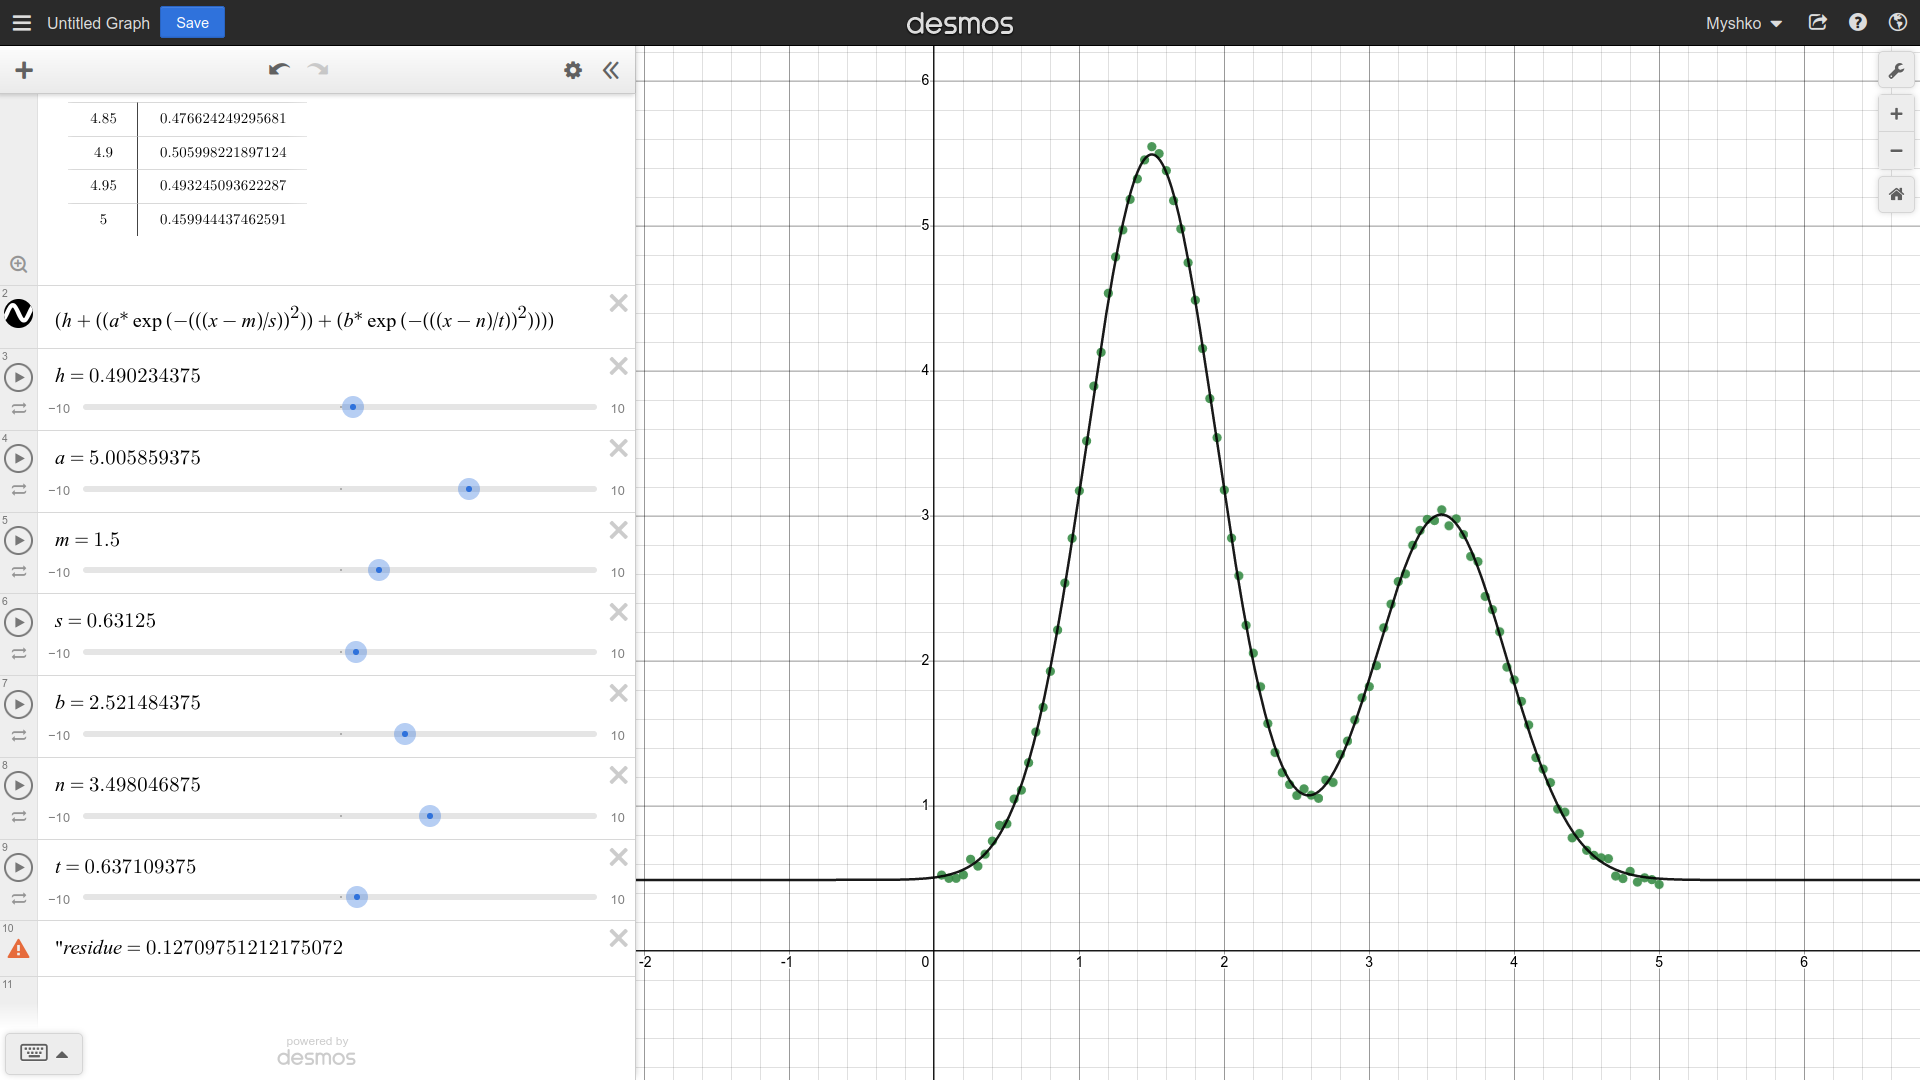 Untitled Graph Save desmos Myshko
4.85 0.476624249295681
4.9 0.505998221897124
4.95 0.493245093622287
5 0.459944437462591
2
(h + ((a* exp (−(((x − m)/s))²)) + (b* exp (−(((x − n)/t))²))))
3
h = 0.490234375
−10 10
4
a = 5.005859375
−10 10
5
m = 1.5
−10 10
6
s = 0.63125
−10 10
7
b = 2.521484375
−10 10
8
n = 3.498046875
−10 10
9
t = 0.637109375
−10 10
10
"residue = 0.12709751212175072
11
powered by
desmos
6
5
4
3
2
1
-2 -1 0 1 2 3 4 5 6